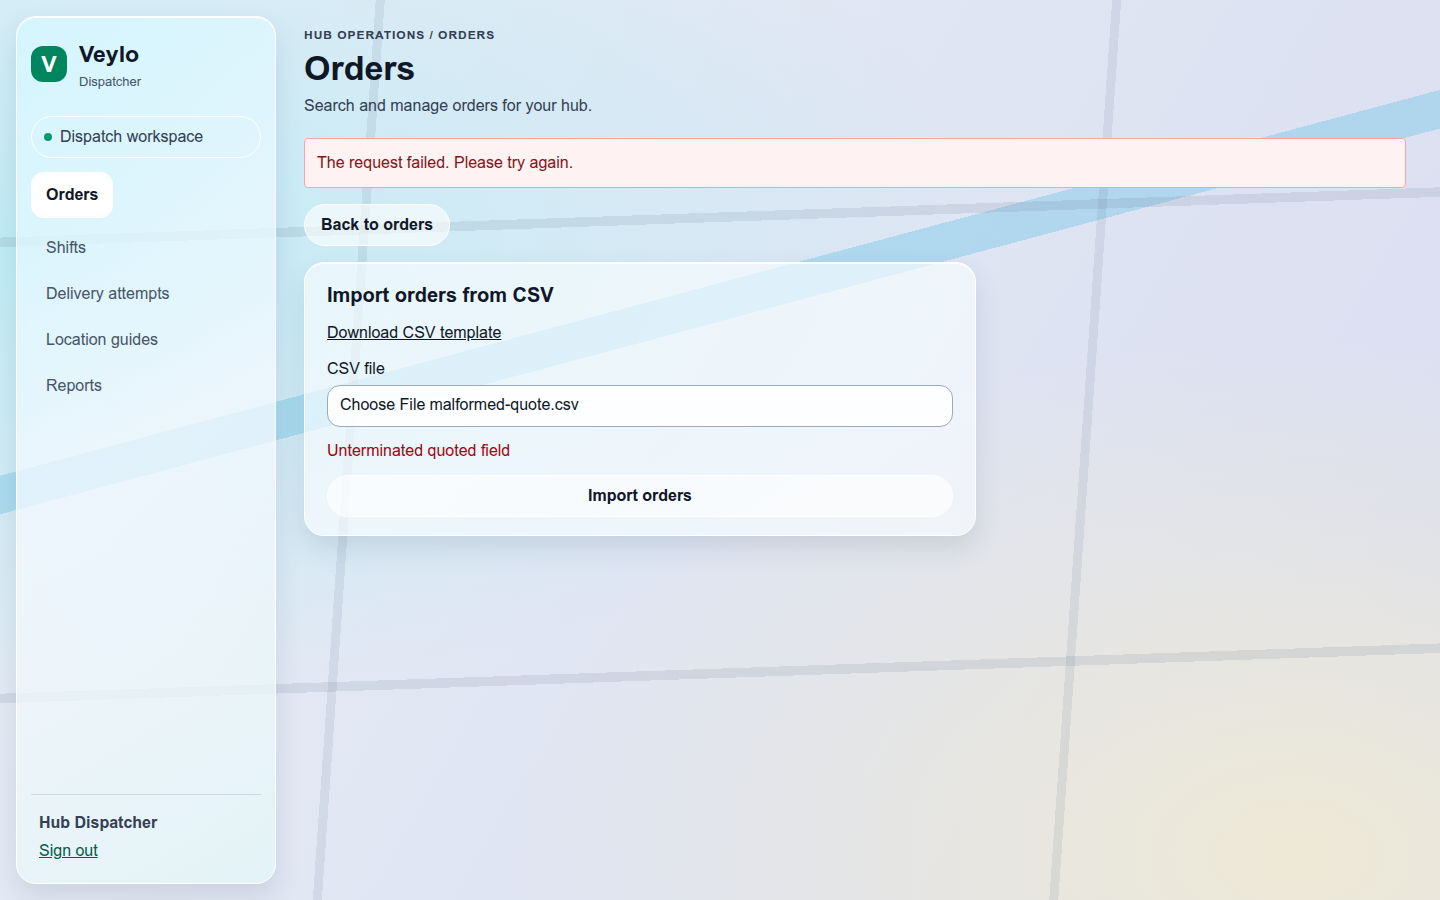 V
Veylo
Dispatcher
Dispatch workspace
Orders
Shifts
Delivery attempts
Location guides
Reports
Hub Dispatcher
Sign out
HUB OPERATIONS / ORDERS
Orders
Search and manage orders for your hub.
The request failed. Please try again.
Back to orders
Import orders from CSV
Download CSV template
CSV file
Choose File malformed-quote.csv
Unterminated quoted field
Import orders